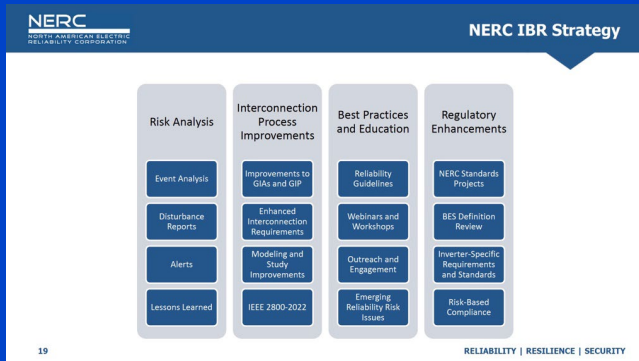 NERC
NORTH AMERICAN ELECTRIC
RELIABILITY CORPORATION
NERC IBR Strategy
Risk Analysis
Event Analysis
Disturbance
Reports
Alerts
Lessons Learned
Interconnection
Process
Improvements
Improvements to
GIAs and GIP
Enhanced
Interconnection
Requirements
Modeling and
Study
Improvements
IEEE 2800-2022
Best Practices
and Education
Reliability
Guidelines
Webinars and
Workshops
Outreach and
Engagement
Emerging
Reliability Risk
Issues
Regulatory
Enhancements
NERC Standards
Projects
BES Definition
Review
Inverter-Specific
Requirements
and Standards
Risk-Based
Compliance
19
RELIABILITY | RESILIENCE | SECURITY